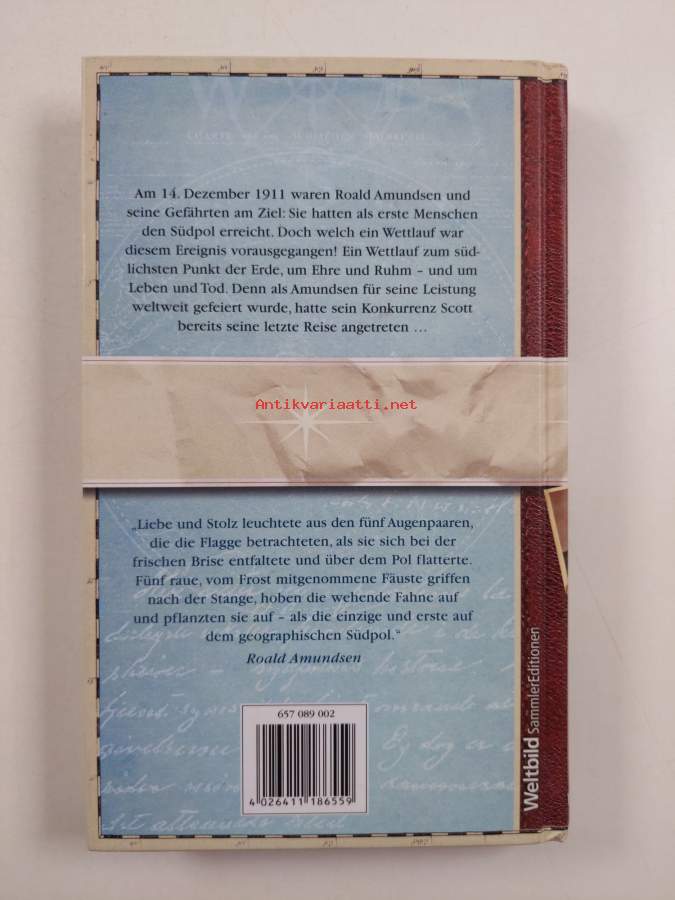 Am 14. Dezember 1911 waren Roald Amundsen und
seine Gefährten am Ziel: Sie hatten als erste Menschen
den Südpol erreicht. Doch welch ein Wettlauf war
diesem Ereignis vorausgegangen! Ein Wettlauf zum süd-
lichsten Punkt der Erde, um Ehre und Ruhm – und um
Leben und Tod. Denn als Amundsen für seine Leistung
weltweit gefeiert wurde, hatte sein Konkurrenz Scott
bereits seine letzte Reise angetreten …
Antikvariaatti.net
„Liebe und Stolz leuchtete aus den fünf Augenpaaren,
die die Flagge betrachteten, als sie sich bei der
frischen Brise entfaltete und über dem Pol flatterte.
Fünf raue, vom Frost mitgenommene Fäuste griffen
nach der Stange, hoben die wehende Fahne auf
und pflanzten sie auf – als die einzige und erste auf
dem geographischen Südpol.“
Roald Amundsen
657 089 002
4 026411 186559
Weltbild SammlerEditionen